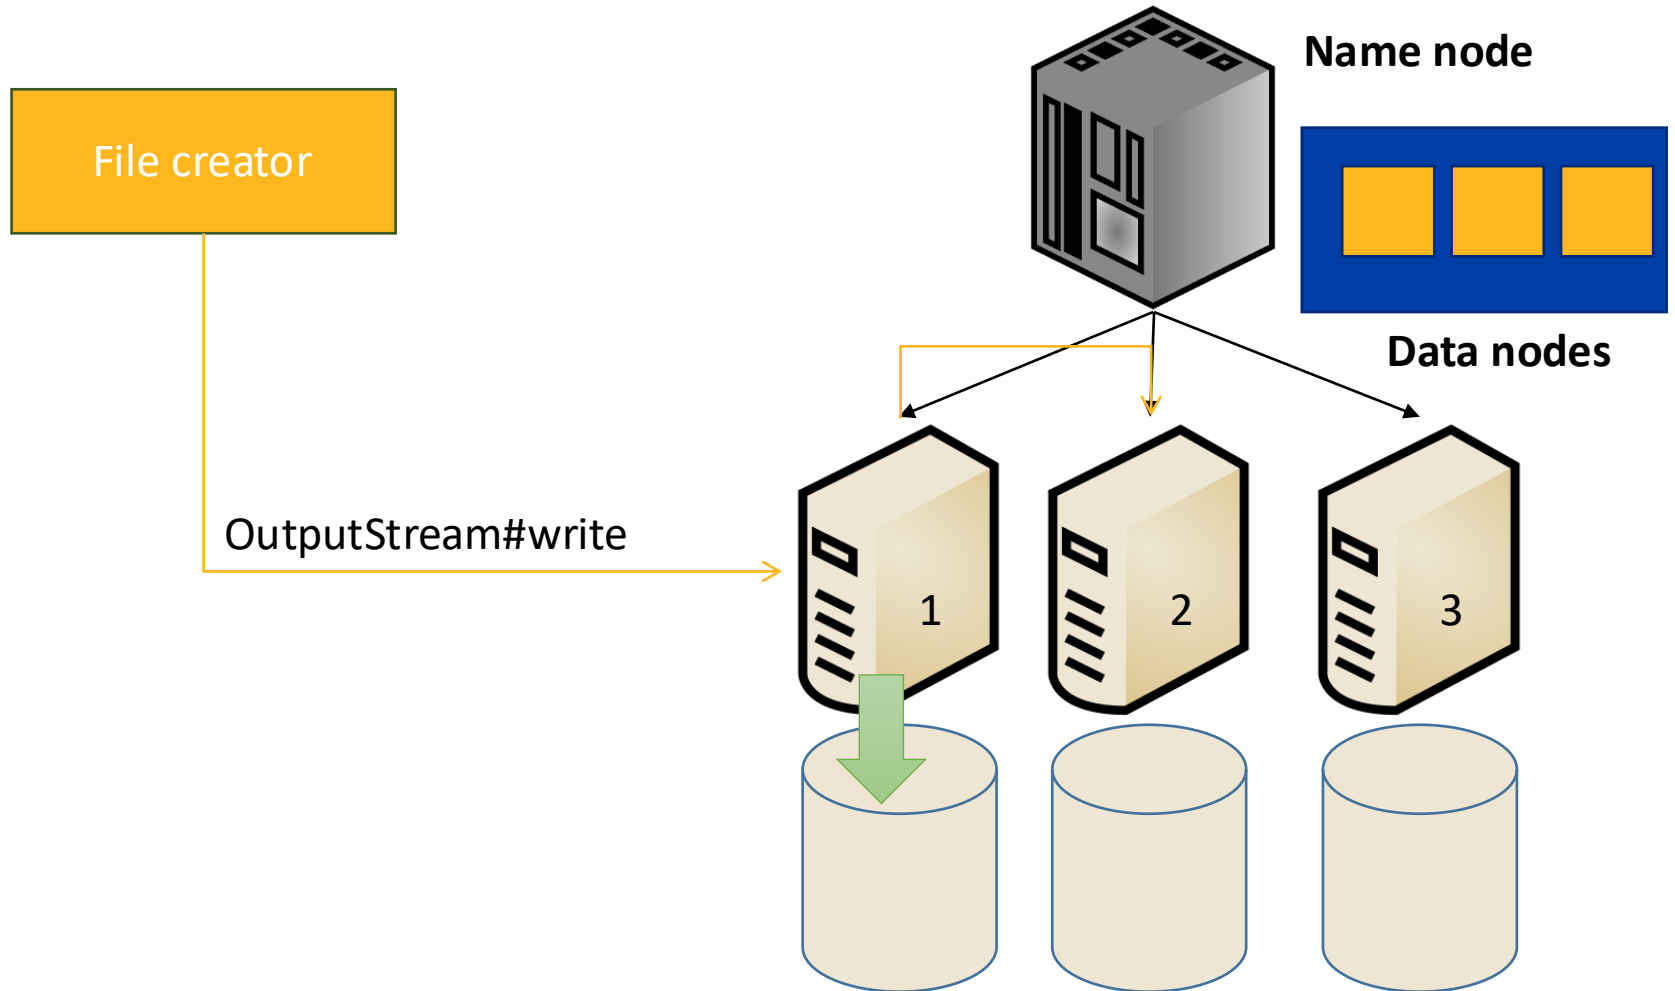 Name node
File creator
Data nodes
OutputStream#write
1
2
3